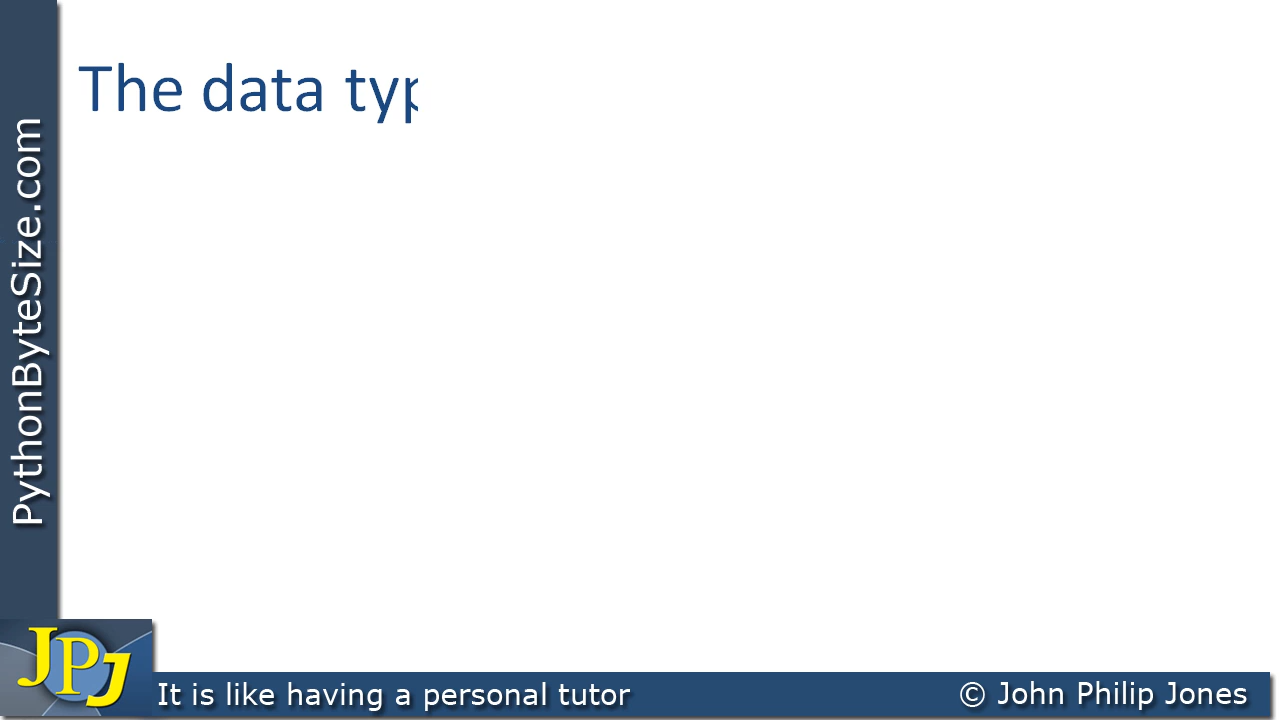 The data typ
PythonByteSize.com
JPJ
It is like having a personal tutor
© John Philip Jones